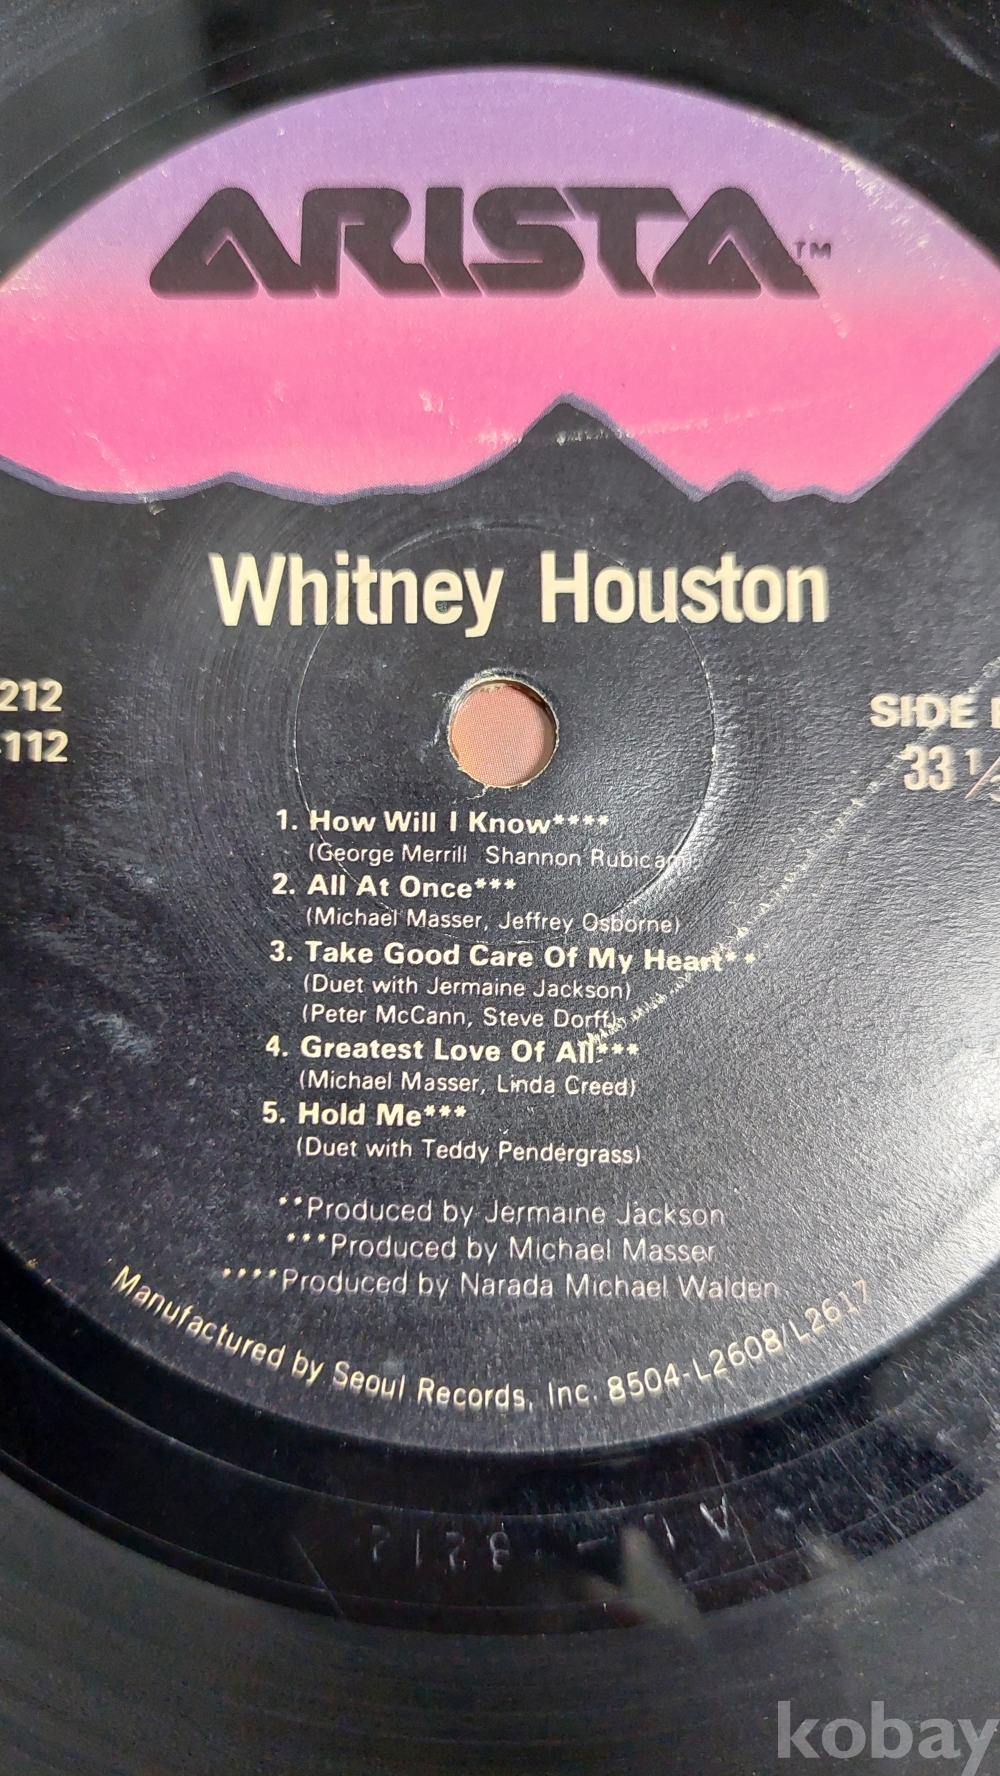 ARISTA™
Whitney Houston
212
-112
SIDE
33 1/
1. How Will I Know****
(George Merrill Shannon Rubicam)
2. All At Once***
(Michael Masser, Jeffrey Osborne)
3. Take Good Care Of My Heart**
(Duet with Jermaine Jackson)
(Peter McCann, Steve Dorff)
4. Greatest Love Of All***
(Michael Masser, Linda Creed)
5. Hold Me***
(Duet with Teddy Pendergrass)
**Produced by Jermaine Jackson
***Produced by Michael Masser
****Produced by Narada Michael Walden
Manufactured by Seoul Records, Inc. 8504-L2608/L2617
kobay